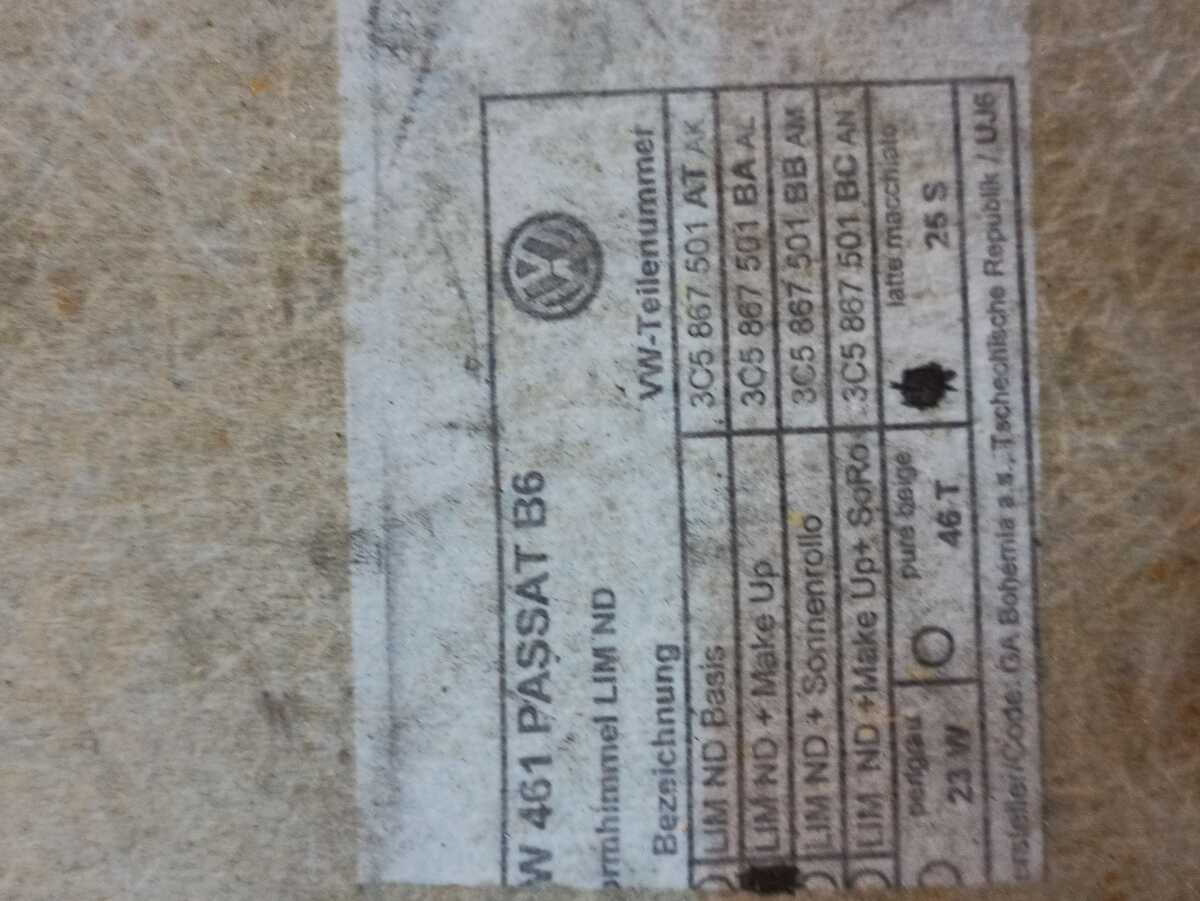 W 461 PASSAT B6
ormhimmel LIM ND
Bezeichnung VW-Teilenummer
LIM ND Basis 3C5 867 501 AT AK
LIM ND + Make Up 3C5 867 501 BA AL
LIM ND + Sonnenrollo 3C5 867 501 BB AM
LIM ND +Make Up+ SoRo 3C5 867 501 BC AN
perlgau pure beige latte macchiato
23 W 46 T 25 S
ersteller/Code: GA Bohemia a.s., Tschechische Republik / UJ6